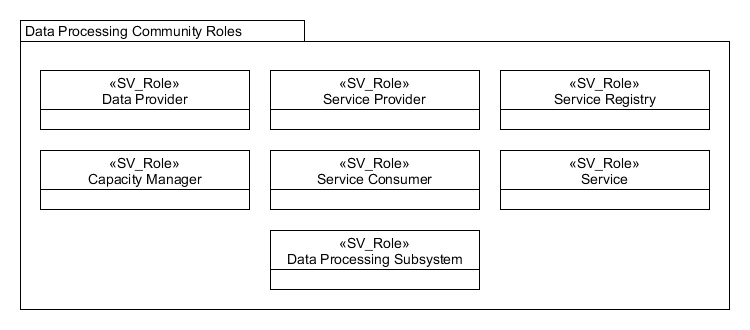 Data Processing Community Roles
«SV_Role»
Data Provider
«SV_Role»
Service Provider
«SV_Role»
Service Registry
«SV_Role»
Capacity Manager
«SV_Role»
Service Consumer
«SV_Role»
Service
«SV_Role»
Data Processing Subsystem